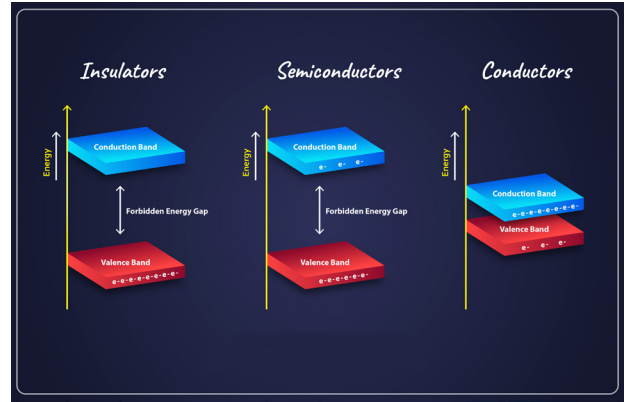 Insulators
Semiconductors
Conductors
Energy
Conduction Band
Forbidden Energy Gap
Valence Band
e-e-e-e-e-e-e-
Energy
Conduction Band
e- e- e-
Forbidden Energy Gap
Valence Band
e-e-e-e-e-e-
Energy
Conduction Band
e-e-e-e-e-e-e-
Valence Band
e- e- e-